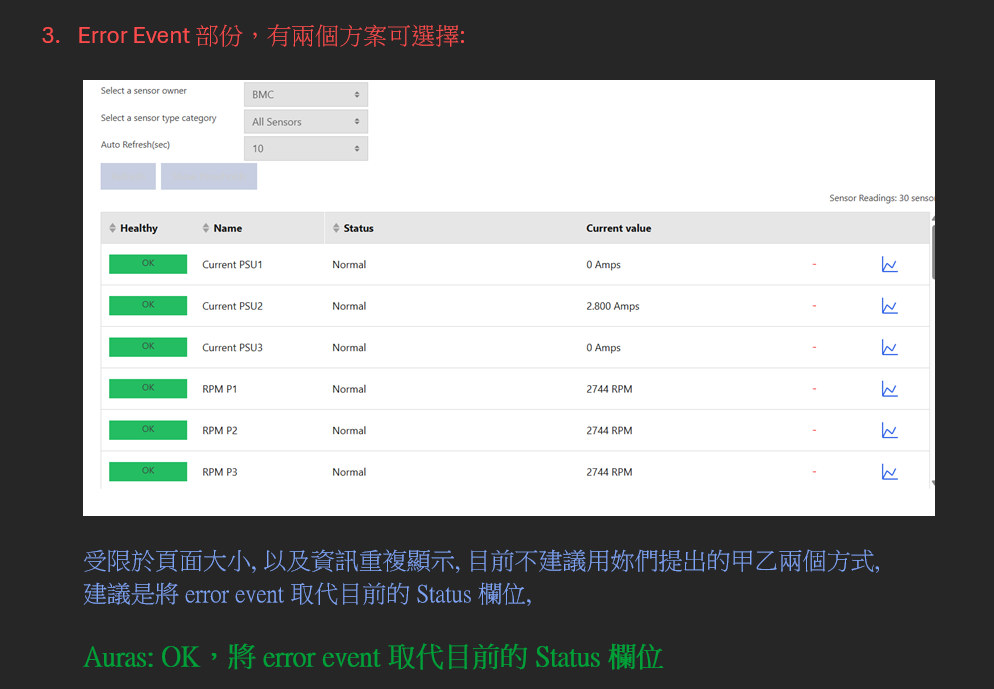 3. Error Event 部份，有兩個方案可選擇:
Select a sensor owner
BMC
Select a sensor type category
All Sensors
Auto Refresh(sec)
10
Sensor Readings: 30 senso
Healthy Name Status Current value
OK Current PSU1 Normal 0 Amps -
OK Current PSU2 Normal 2.800 Amps -
OK Current PSU3 Normal 0 Amps -
OK RPM P1 Normal 2744 RPM -
OK RPM P2 Normal 2744 RPM -
OK RPM P3 Normal 2744 RPM -
受限於頁面大小, 以及資訊重複顯示, 目前不建議用妳們提出的甲乙兩個方式,
建議是將 error event 取代目前的 Status 欄位,
Auras: OK，將 error event 取代目前的 Status 欄位